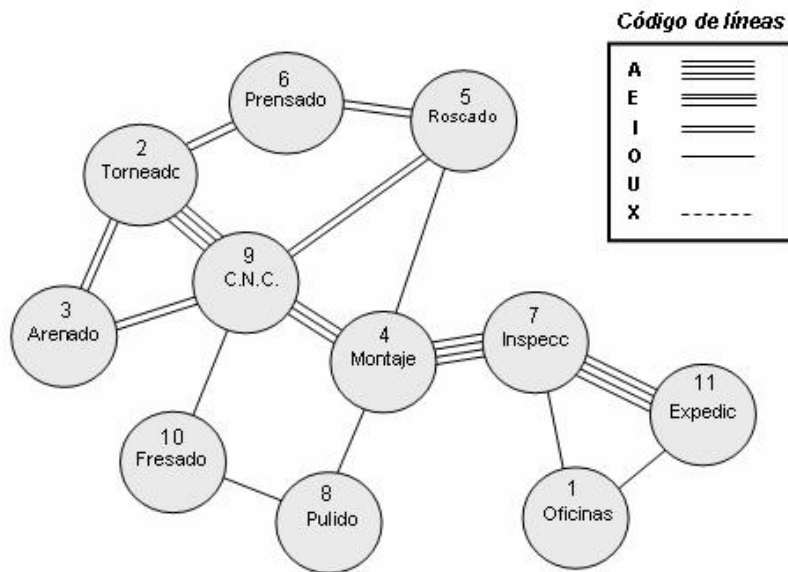 Código de líneas
A
E
I
O
U
X
6
Prensado
5
Roscado
2
Torneadc
9
C.N.C.
3
Arenado
4
Montaje
7
Inspecc
11
Expedic
10
Fresado
8
Pulido
1
Oficinas